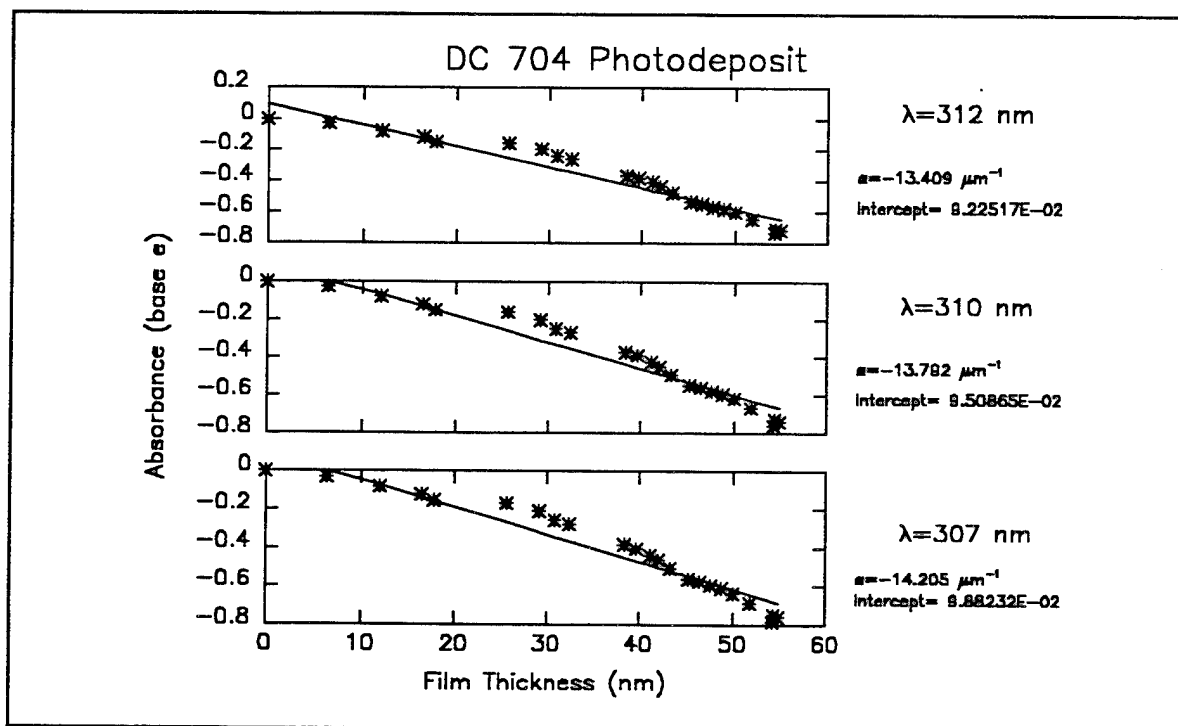 DC 704 Photodeposit
0.2
0
−0.2
−0.4
−0.6
−0.8
λ=312 nm
α=−13.409 μm⁻¹
Intercept= 9.22517E−02
0
−0.2
−0.4
−0.6
−0.8
λ=310 nm
α=−13.792 μm⁻¹
Intercept= 9.50865E−02
0
−0.2
−0.4
−0.6
−0.8
λ=307 nm
α=−14.205 μm⁻¹
Intercept= 9.88232E−02
Absorbance (base e)
0 10 20 30 40 50 60
Film Thickness (nm)